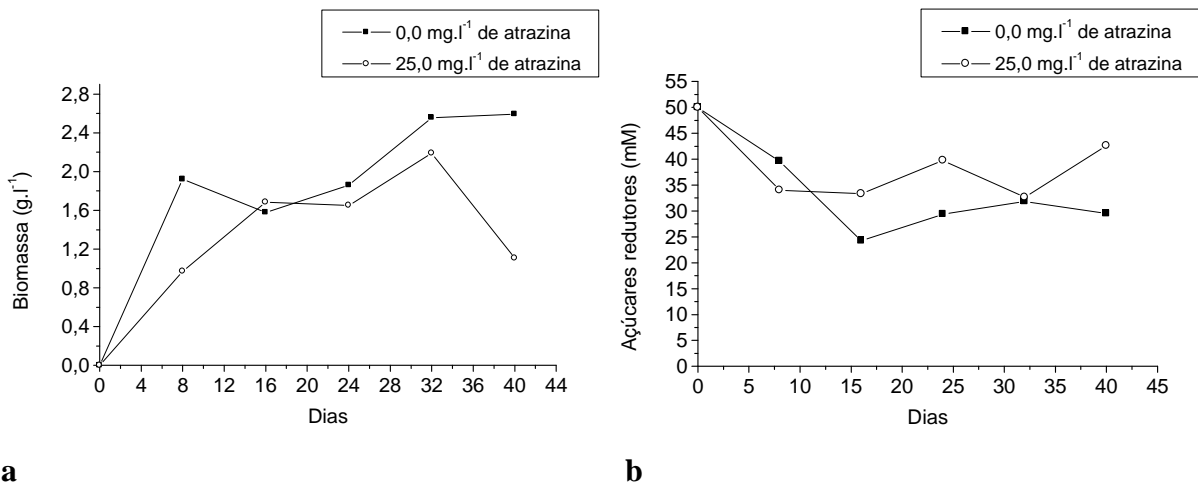 0,0 mg.l⁻¹ de atrazina
25,0 mg.l⁻¹ de atrazina
Biomassa (g.l⁻¹)
2,8
2,4
2,0
1,6
1,2
0,8
0,4
0,0
0 4 8 12 16 20 24 28 32 36 40 44
Dias
a
0,0 mg.l⁻¹ de atrazina
25,0 mg.l⁻¹ de atrazina
Açúcares redutores (mM)
55
50
45
40
35
30
25
20
15
10
5
0
0 5 10 15 20 25 30 35 40 45
Dias
b